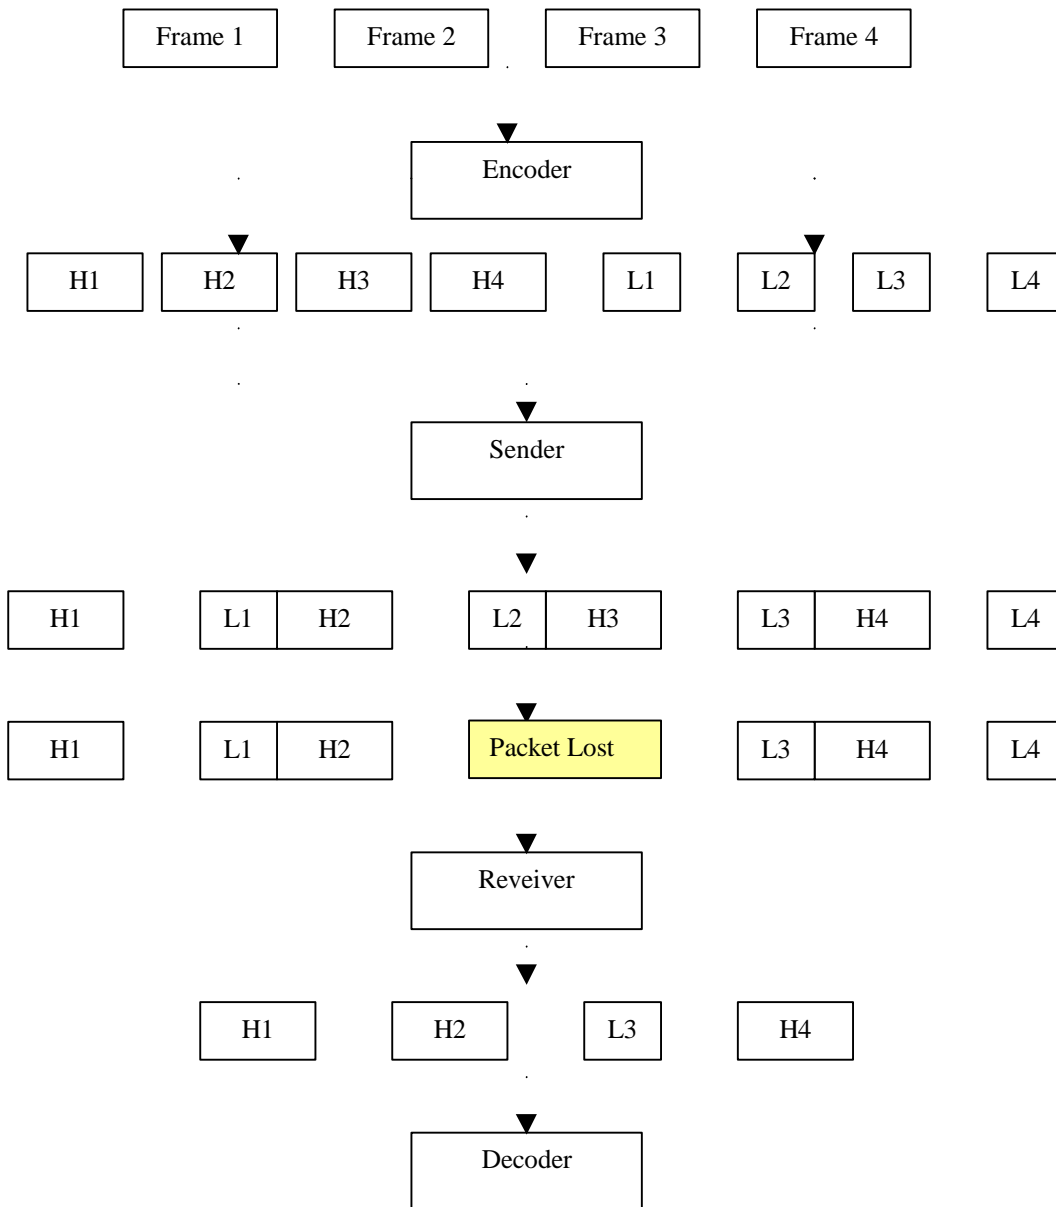 Frame 1 Frame 2 Frame 3 Frame 4
Encoder
H1 H2 H3 H4 L1 L2 L3 L4
Sender
H1 L1 H2 L2 H3 L3 H4 L4
H1 L1 H2 Packet Lost L3 H4 L4
Reveiver
H1 H2 L3 H4
Decoder